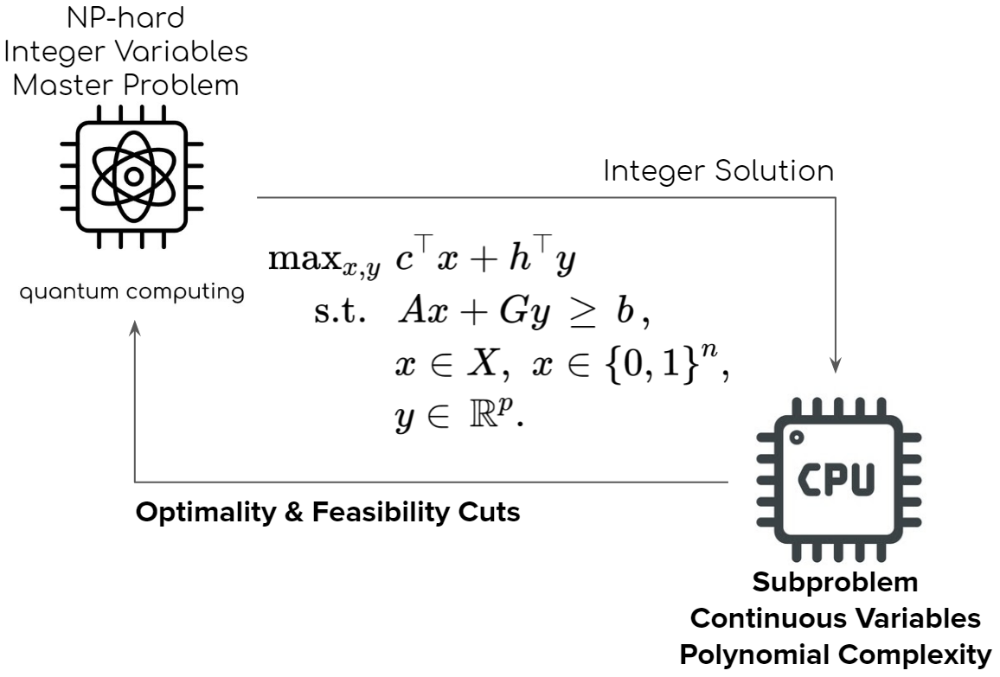 NP-hard
Integer Variables
Master Problem
quantum computing
Integer Solution
max_{x,y} c^⊤x + h^⊤y
s.t. Ax + Gy ≥ b,
x ∈ X, x ∈ {0, 1}^n,
y ∈ ℝ^p.
Optimality & Feasibility Cuts
CPU
Subproblem
Continuous Variables
Polynomial Complexity